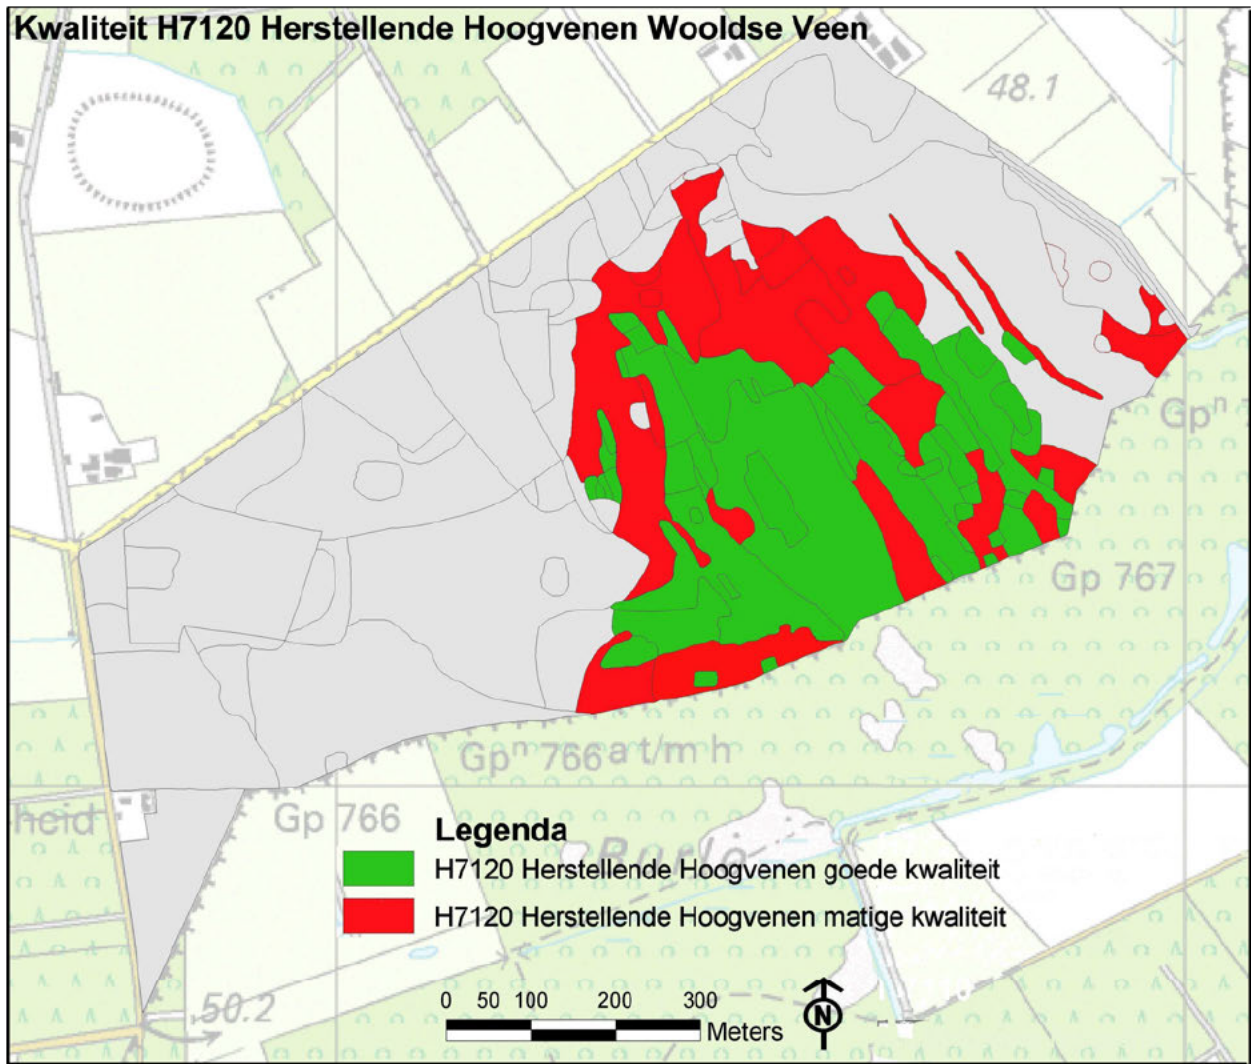 Kwaliteit H7120 Herstellende Hoogvenen Wooldse Veen
48.1
Gpⁿ
Gp 767
Gpⁿ 766 a t/m h
heid
Gp 766
Legenda
H7120 Herstellende Hoogvenen goede kwaliteit
H7120 Herstellende Hoogvenen matige kwaliteit
50.2
0 50 100 200 300
Meters
N